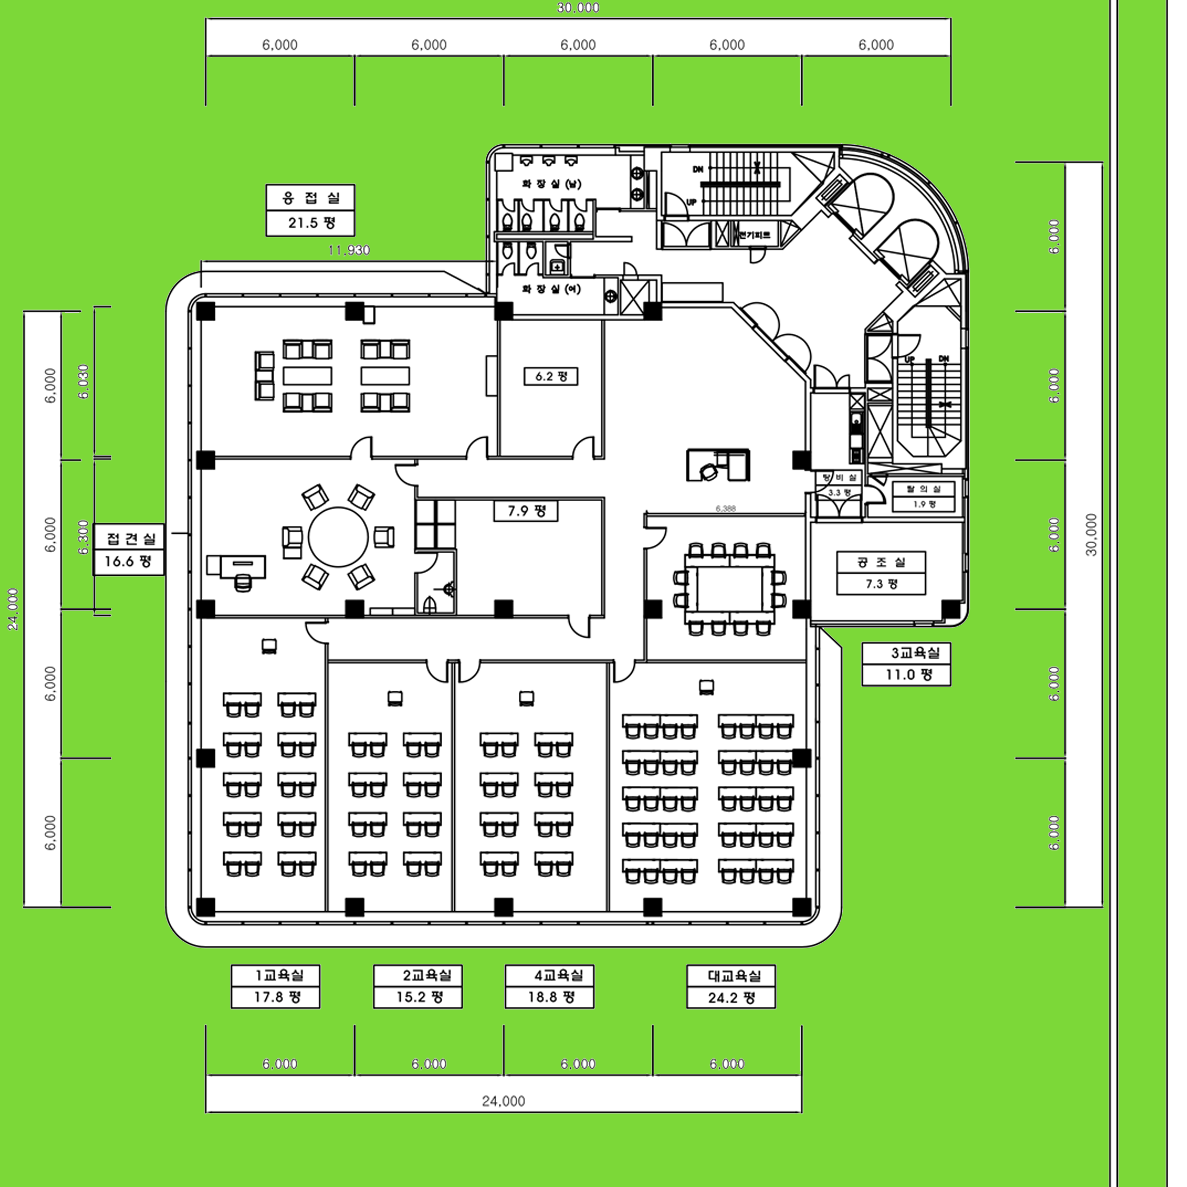 30.000
6,000 6,000 6,000 6,000 6,000
응 접 실
21.5 평
11.930
화 장 실 (남)
DN
UP
전기피트
화 장 실 (여)
6.2 평
UP DN
탕 비 실
3.3 평
탈 의 실
1.9 평
7.9 평
6,388
접 견 실
16.6 평
공 조 실
7.3 평
3교육실
11.0 평
6,000
6,000
6,000
6,000
24.000
6.030
6.300
6.000
6.000
6.000
6.000
6.000
30,000
1교육실
17.8 평
2교육실
15.2 평
4교육실
18.8 평
대교육실
24.2 평
6.000 6.000 6.000 6.000
24,000